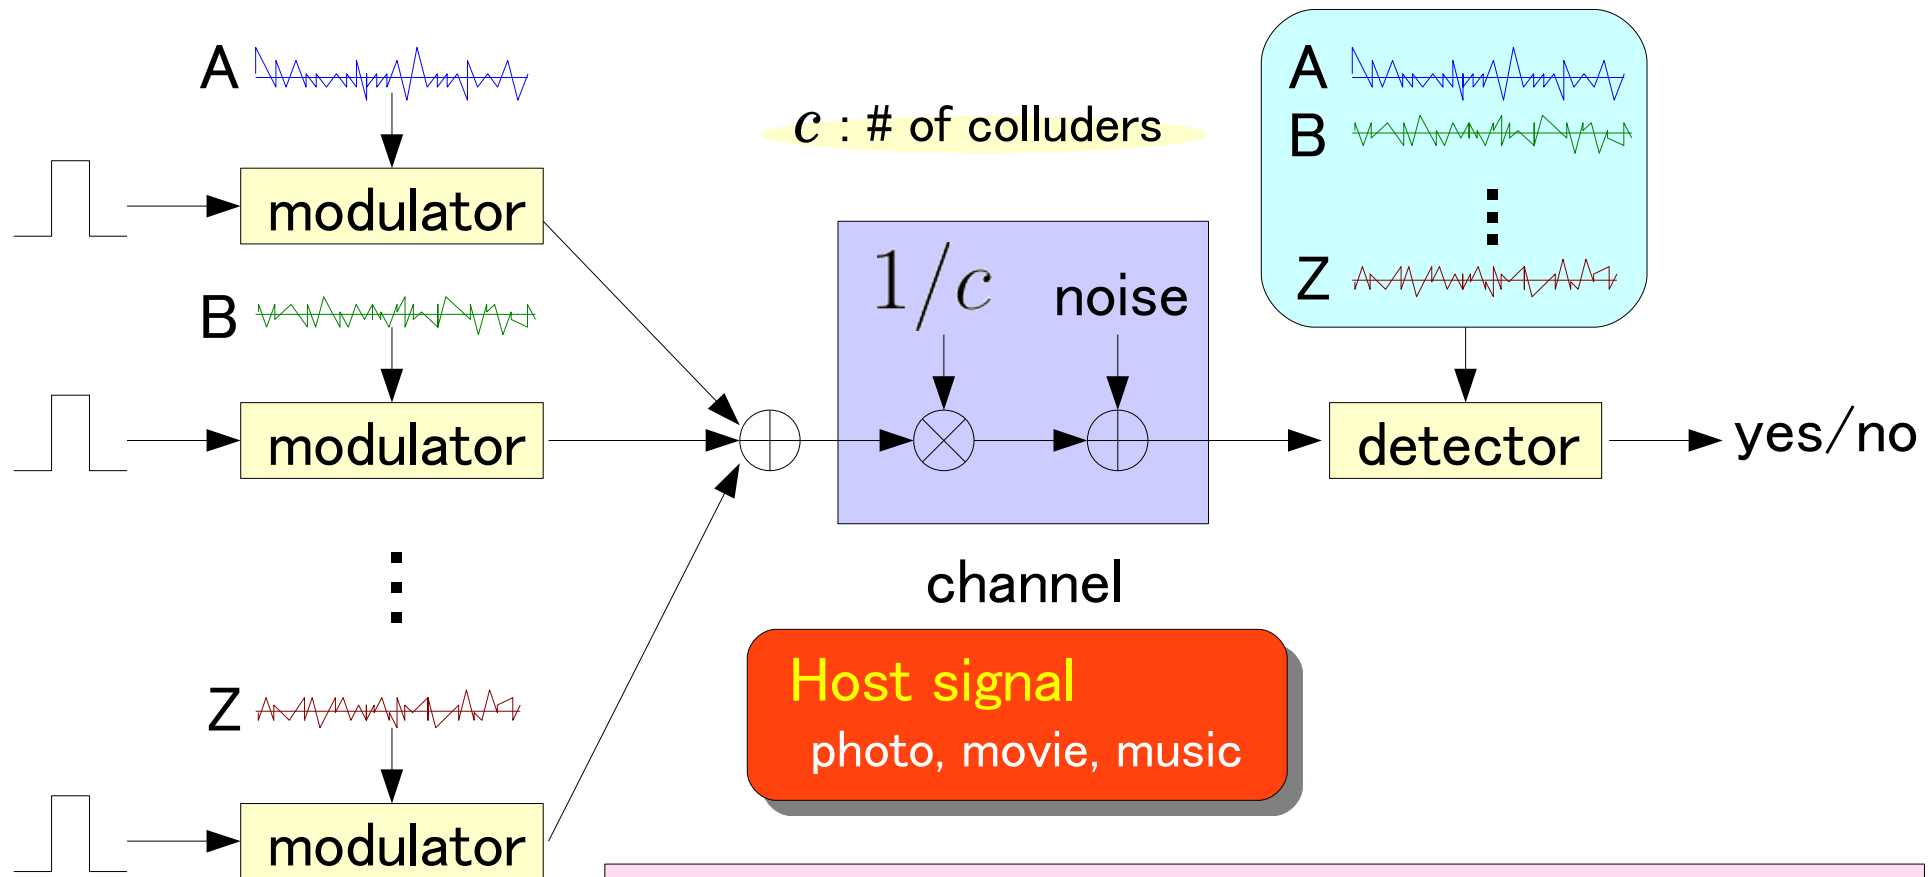 A
modulator
B
modulator
Z
modulator
c : # of colluders
1/c
noise
channel
Host signal
photo, movie, music
A
B
Z
detector
yes/no